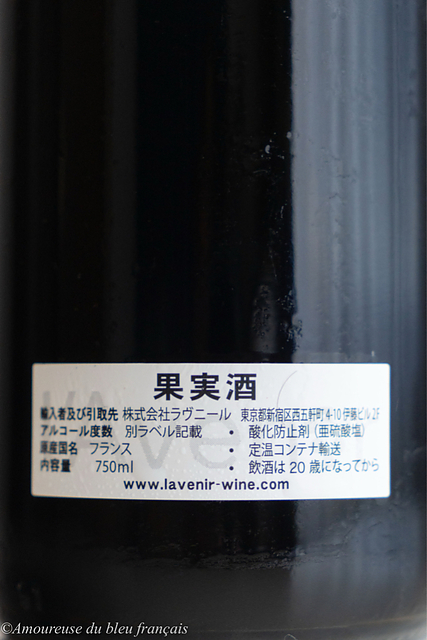 果実酒
輸入者及び引取先 株式会社ラヴニール 東京都新宿区西五軒町4-10伊藤ビル2F
アルコール度数 別ラベル記載 ・ 酸化防止剤(亜硫酸塩)
原産国名 フランス ・ 定温コンテナ輸送
内容量 750ml ・ 飲酒は20歳になってから
www.lavenir-wine.com
©Amoureuse du bleu français